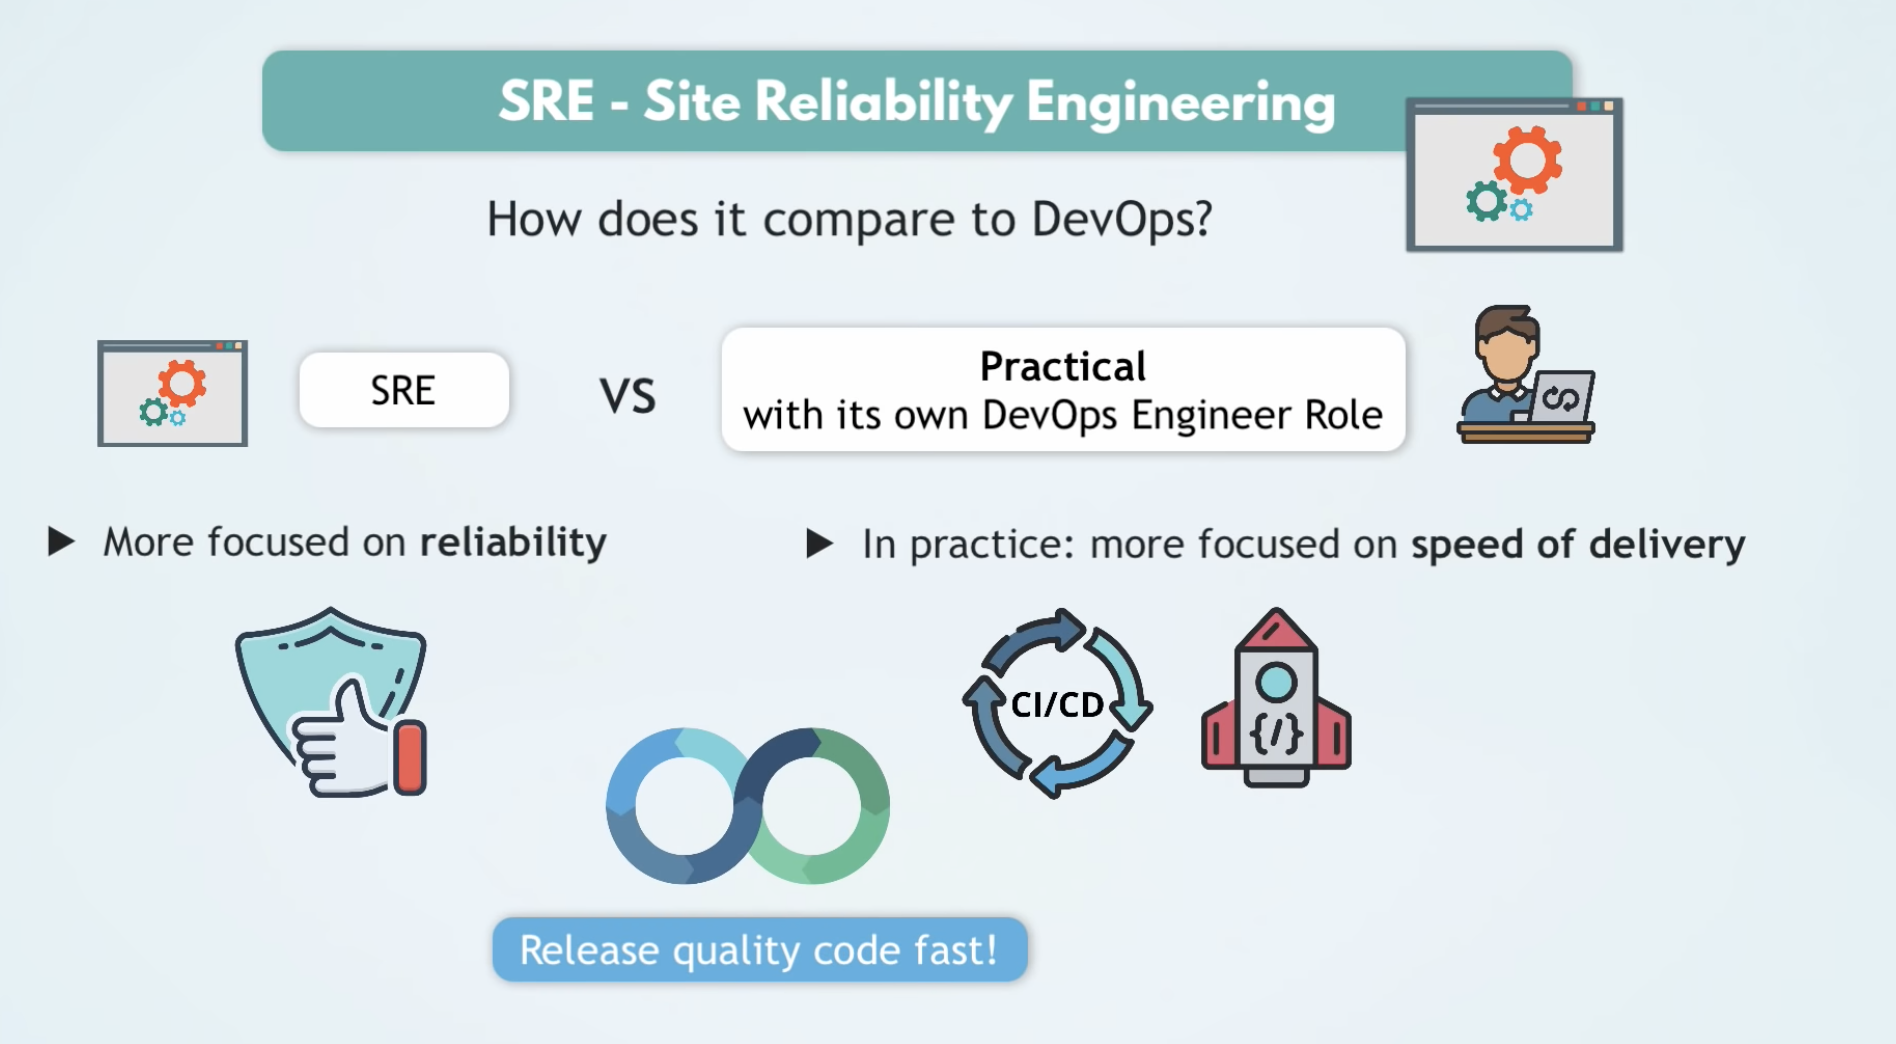 SRE - Site Reliability Engineering
How does it compare to DevOps?
SRE
VS
Practical
with its own DevOps Engineer Role
▶ More focused on reliability
▶ In practice: more focused on speed of delivery
CI/CD
{/}
Release quality code fast!